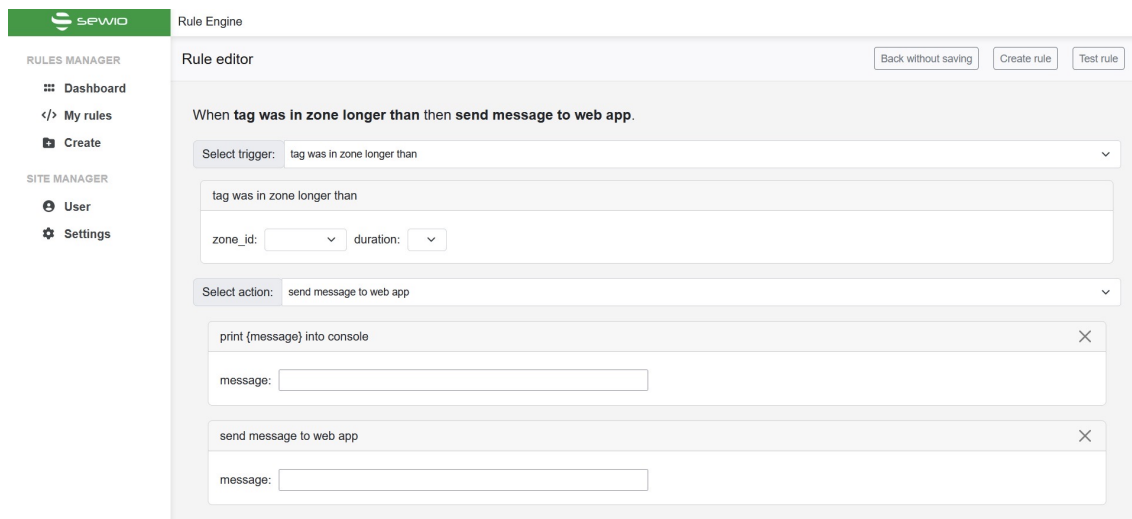 sewio
Rule Engine
RULES MANAGER
Dashboard
My rules
Create
SITE MANAGER
User
Settings
Rule editor
Back without saving
Create rule
Test rule
When tag was in zone longer than then send message to web app.
Select trigger: tag was in zone longer than
tag was in zone longer than
zone_id: duration:
Select action: send message to web app
print {message} into console
message:
send message to web app
message: